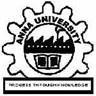 ANNA UNIVERSITY
PROGRESS THROUGH KNOWLEDGE